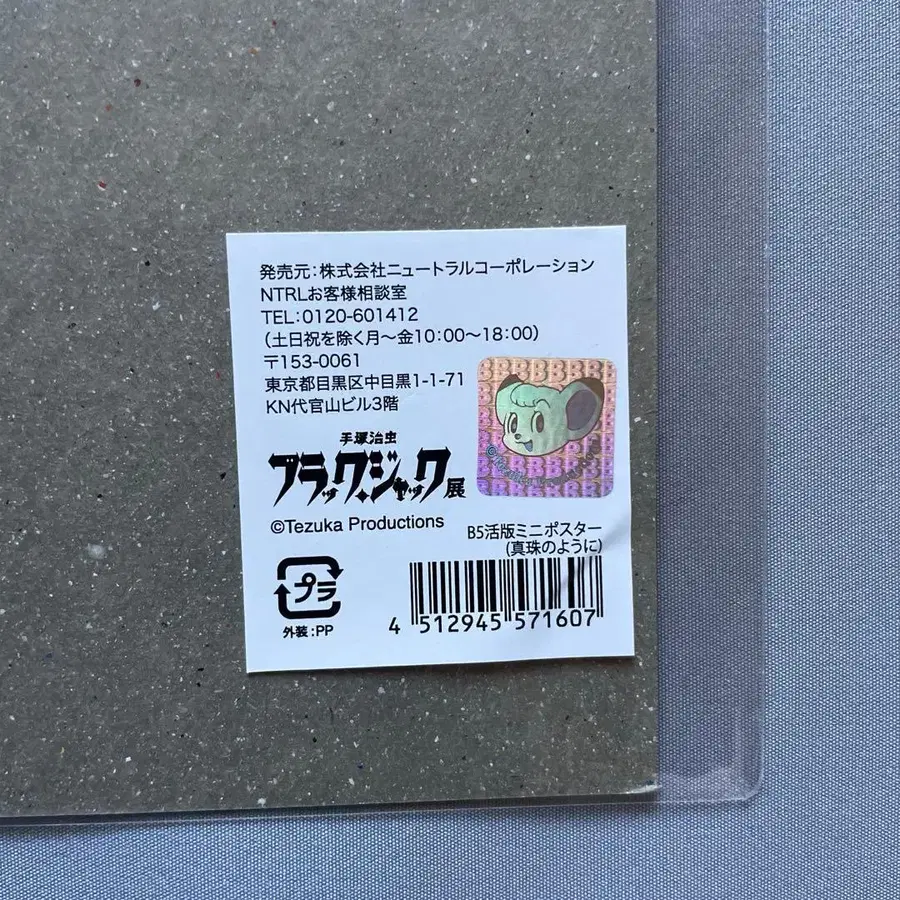 発売元:株式会社ニュートラルコーポレーション
NTRLお客様相談室
TEL:0120-601412
(土日祝を除く月〜金10:00〜18:00)
〒153-0061
東京都目黒区中目黒1-1-71
KN代官山ビル3階
手塚治虫
ブラック・ジャック展
©Tezuka Productions
B5活版ミニポスター
(真珠のように)
プラ
外装:PP
4 512945 571607